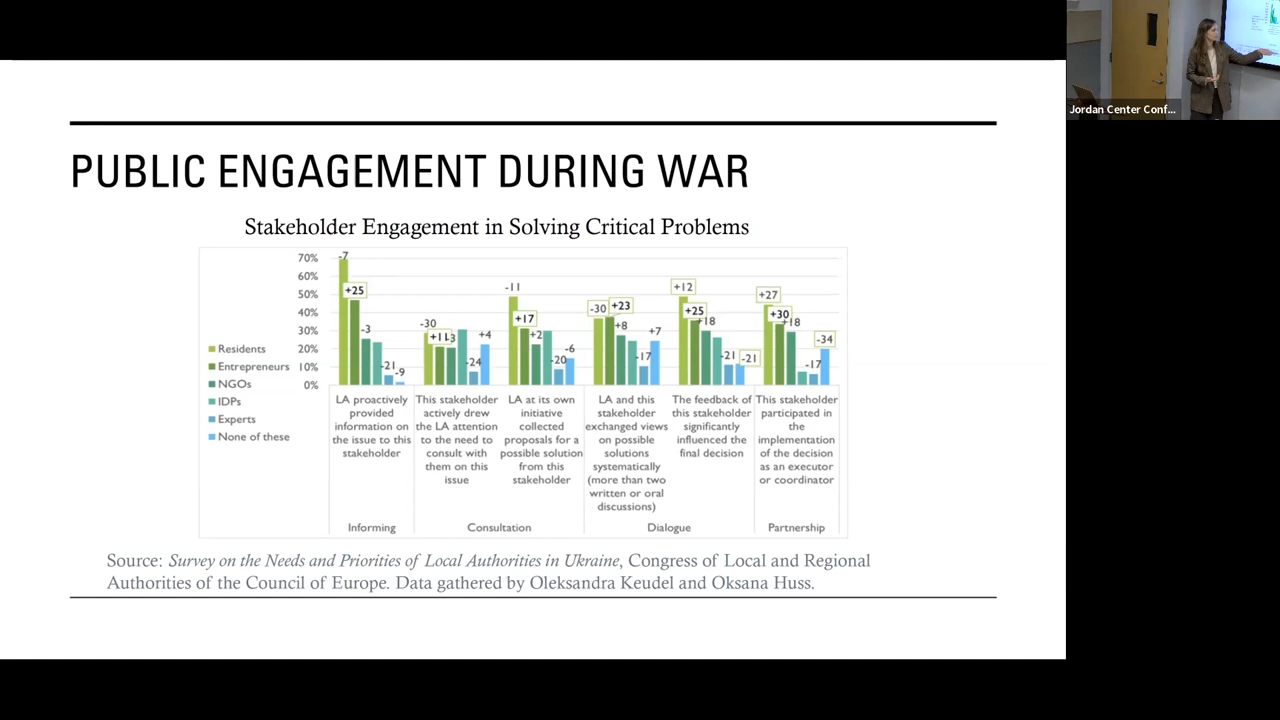 Jordan Center Conf...
PUBLIC ENGAGEMENT DURING WAR
Stakeholder Engagement in Solving Critical Problems
70%
60%
50%
40%
30%
20%
10%
0%
Residents
Entrepreneurs
NGOs
IDPs
Experts
None of these
-7
+25
-3
-21
-9
-30
+11
-24
+4
-11
+17
+2
-20
-6
-30
+23
+8
-17
+7
+12
+25
+18
-21
-21
+27
+30
+18
-17
-34
LA proactively
provided
information on
the issue to this
stakeholder
This stakeholder
actively drew
the LA attention
to the need to
consult with
them on this
issue
LA at its own
initiative
collected
proposals for a
possible solution
from this
stakeholder
LA and this
stakeholder
exchanged views
on possible
solutions
systematically
(more than two
written or oral
discussions)
The feedback of
this stakeholder
significantly
influenced the
final decision
This stakeholder
participated in
the
implementation
of the decision
as an executor
or coordinator
Informing
Consultation
Dialogue
Partnership
Source: Survey on the Needs and Priorities of Local Authorities in Ukraine, Congress of Local and Regional
Authorities of the Council of Europe. Data gathered by Oleksandra Keudel and Oksana Huss.